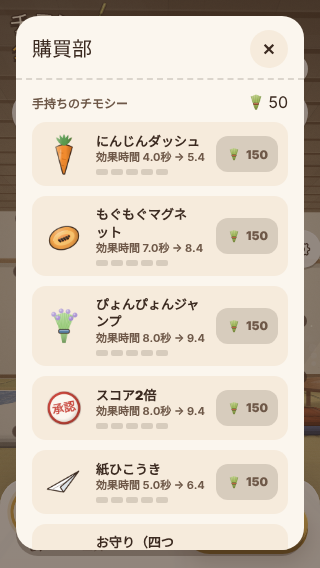 購買部
手持ちのチモシー 50
にんじんダッシュ
効果時間 4.0秒 → 5.4
150
もぐもぐマグネ
ット
効果時間 7.0秒 → 8.4
150
ぴょんぴょんジャ
ンプ
効果時間 8.0秒 → 9.4
150
承認
スコア2倍
効果時間 8.0秒 → 9.4
150
紙ひこうき
効果時間 5.0秒 → 6.4
150
お守り（四つ